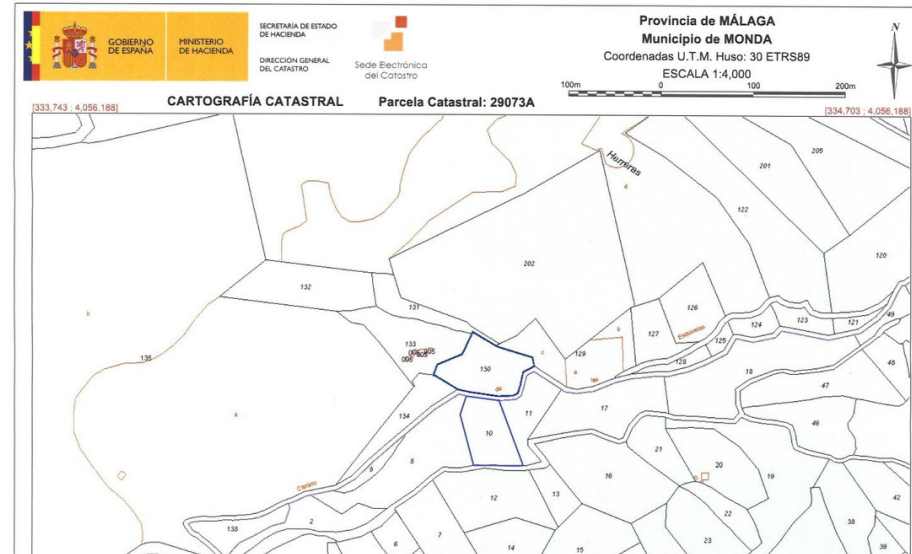 GOBIERNO
DE ESPAÑA
MINISTERIO
DE HACIENDA
SECRETARÍA DE ESTADO
DE HACIENDA
DIRECCIÓN GENERAL
DEL CATASTRO
Sede Electrónica
del Catastro
Provincia de MÁLAGA
Municipio de MONDA
Coordenadas U.T.M. Huso: 30 ETRS89
ESCALA 1:4,000
100m 0 100 200m
N
CARTOGRAFÍA CATASTRAL Parcela Catastral: 29073A
[333,743 ; 4,056,188]
[334,703 ; 4,056,188]
Herreras
201
205
d
122
202
120
132
131
126
b
123
121
49
124
127
Esquinelas
125
133
135
b
129
128
c
130
a
las
18
48
de
47
a
134
11
17
46
10
8
21
20
9
16
19
Camino
12
13
42
22
2
138
7
38
6
23
14
15
39